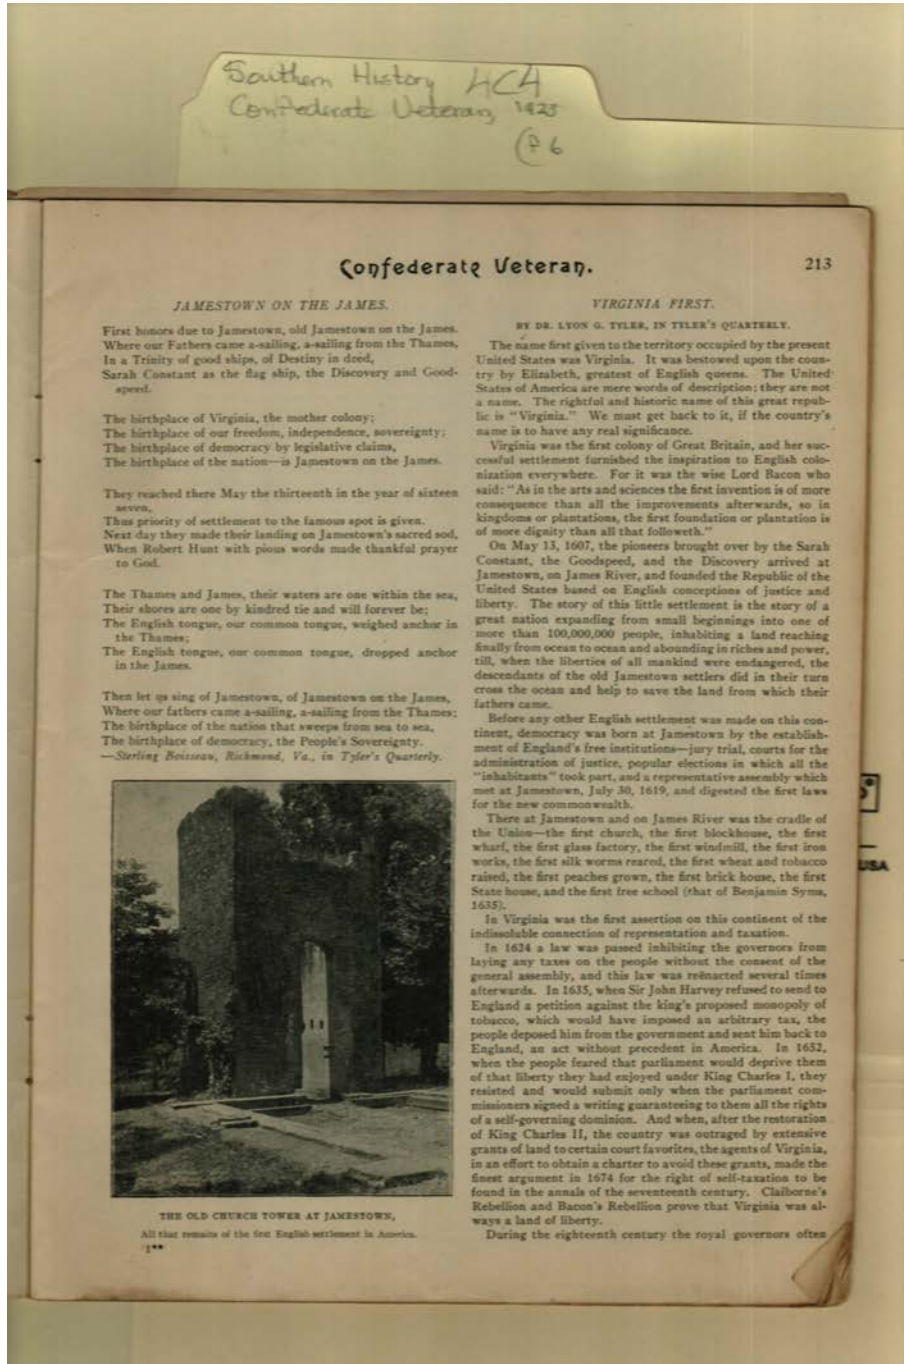 Southern History 4C4
Confederate Veteran, 1925
(P 6
Confederate Veteran.
213
JAMESTOWN ON THE JAMES.
First honors due to Jamestown, old Jamestown on the James.
Where our Fathers came a-sailing, a-sailing from the Thames,
In a Trinity of good ships, of Destiny in deed,
Sarah Constant as the flag ship, the Discovery and Good-
speed.
The birthplace of Virginia, the mother colony;
The birthplace of our freedom, independence, sovereignty;
The birthplace of democracy by legislative claims,
The birthplace of the nation—is Jamestown on the James.
They reached there May the thirteenth in the year of sixteen
seven,
Thus priority of settlement to the famous spot is given.
Next day they made their landing on Jamestown's sacred sod,
When Robert Hunt with pious words made thankful prayer
to God.
The Thames and James, their waters are one within the sea,
Their shores are one by kindred tie and will forever be;
The English tongue, our common tongue, weighed anchor in
the Thames;
The English tongue, our common tongue, dropped anchor
in the James.
Then let us sing of Jamestown, of Jamestown on the James,
Where our fathers came a-sailing, a-sailing from the Thames;
The birthplace of the nation that sweeps from sea to sea,
The birthplace of democracy, the People's Sovereignty.
—Sterling Boisseau, Richmond, Va., in Tyler's Quarterly.
THE OLD CHURCH TOWER AT JAMESTOWN,
All that remains of the first English settlement in America.
1**
VIRGINIA FIRST.
BY DR. LYON G. TYLER, IN TYLER'S QUARTERLY.
The name first given to the territory occupied by the present
United States was Virginia. It was bestowed upon the coun-
try by Elizabeth, greatest of English queens. The United
States of America are mere words of description; they are not
a name. The rightful and historic name of this great repub-
lic is "Virginia." We must get back to it, if the country's
name is to have any real significance.
Virginia was the first colony of Great Britain, and her suc-
cessful settlement furnished the inspiration to English colo-
nization everywhere. For it was the wise Lord Bacon who
said: "As in the arts and sciences the first invention is of more
consequence than all the improvements afterwards, so in
kingdoms or plantations, the first foundation or plantation is
of more dignity than all that followeth."
On May 13, 1607, the pioneers brought over by the Sarah
Constant, the Goodspeed, and the Discovery arrived at
Jamestown, on James River, and founded the Republic of the
United States based on English conceptions of justice and
liberty. The story of this little settlement is the story of a
great nation expanding from small beginnings into one of
more than 100,000,000 people, inhabiting a land reaching
finally from ocean to ocean and abounding in riches and power,
till, when the liberties of all mankind were endangered, the
descendants of the old Jamestown settlers did in their turn
cross the ocean and help to save the land from which their
fathers came.
Before any other English settlement was made on this con-
tinent, democracy was born at Jamestown by the establish-
ment of England's free institutions—jury trial, courts for the
administration of justice, popular elections in which all the
"inhabitants" took part, and a representative assembly which
met at Jamestown, July 30, 1619, and digested the first laws
for the new commonwealth.
There at Jamestown and on James River was the cradle of
the Union—the first church, the first blockhouse, the first
wharf, the first glass factory, the first windmill, the first iron
works, the first silk worms reared, the first wheat and tobacco
raised, the first peaches grown, the first brick house, the first
State house, and the first free school (that of Benjamin Syms,
1635).
In Virginia was the first assertion on this continent of the
indissoluble connection of representation and taxation.
In 1624 a law was passed inhibiting the governors from
laying any taxes on the people without the consent of the
general assembly, and this law was reënacted several times
afterwards. In 1635, when Sir John Harvey refused to send to
England a petition against the king's proposed monopoly of
tobacco, which would have imposed an arbitrary tax, the
people deposed him from the government and sent him back to
England, an act without precedent in America. In 1652,
when the people feared that parliament would deprive them
of that liberty they had enjoyed under King Charles I, they
resisted and would submit only when the parliament com-
missioners signed a writing guaranteeing to them all the rights
of a self-governing dominion. And when, after the restoration
of King Charles II, the country was outraged by extensive
grants of land to certain court favorites, the agents of Virginia,
in an effort to obtain a charter to avoid these grants, made the
finest argument in 1674 for the right of self-taxation to be
found in the annals of the seventeenth century. Claiborne's
Rebellion and Bacon's Rebellion prove that Virginia was al-
ways a land of liberty.
During the eighteenth century the royal governors often
USA